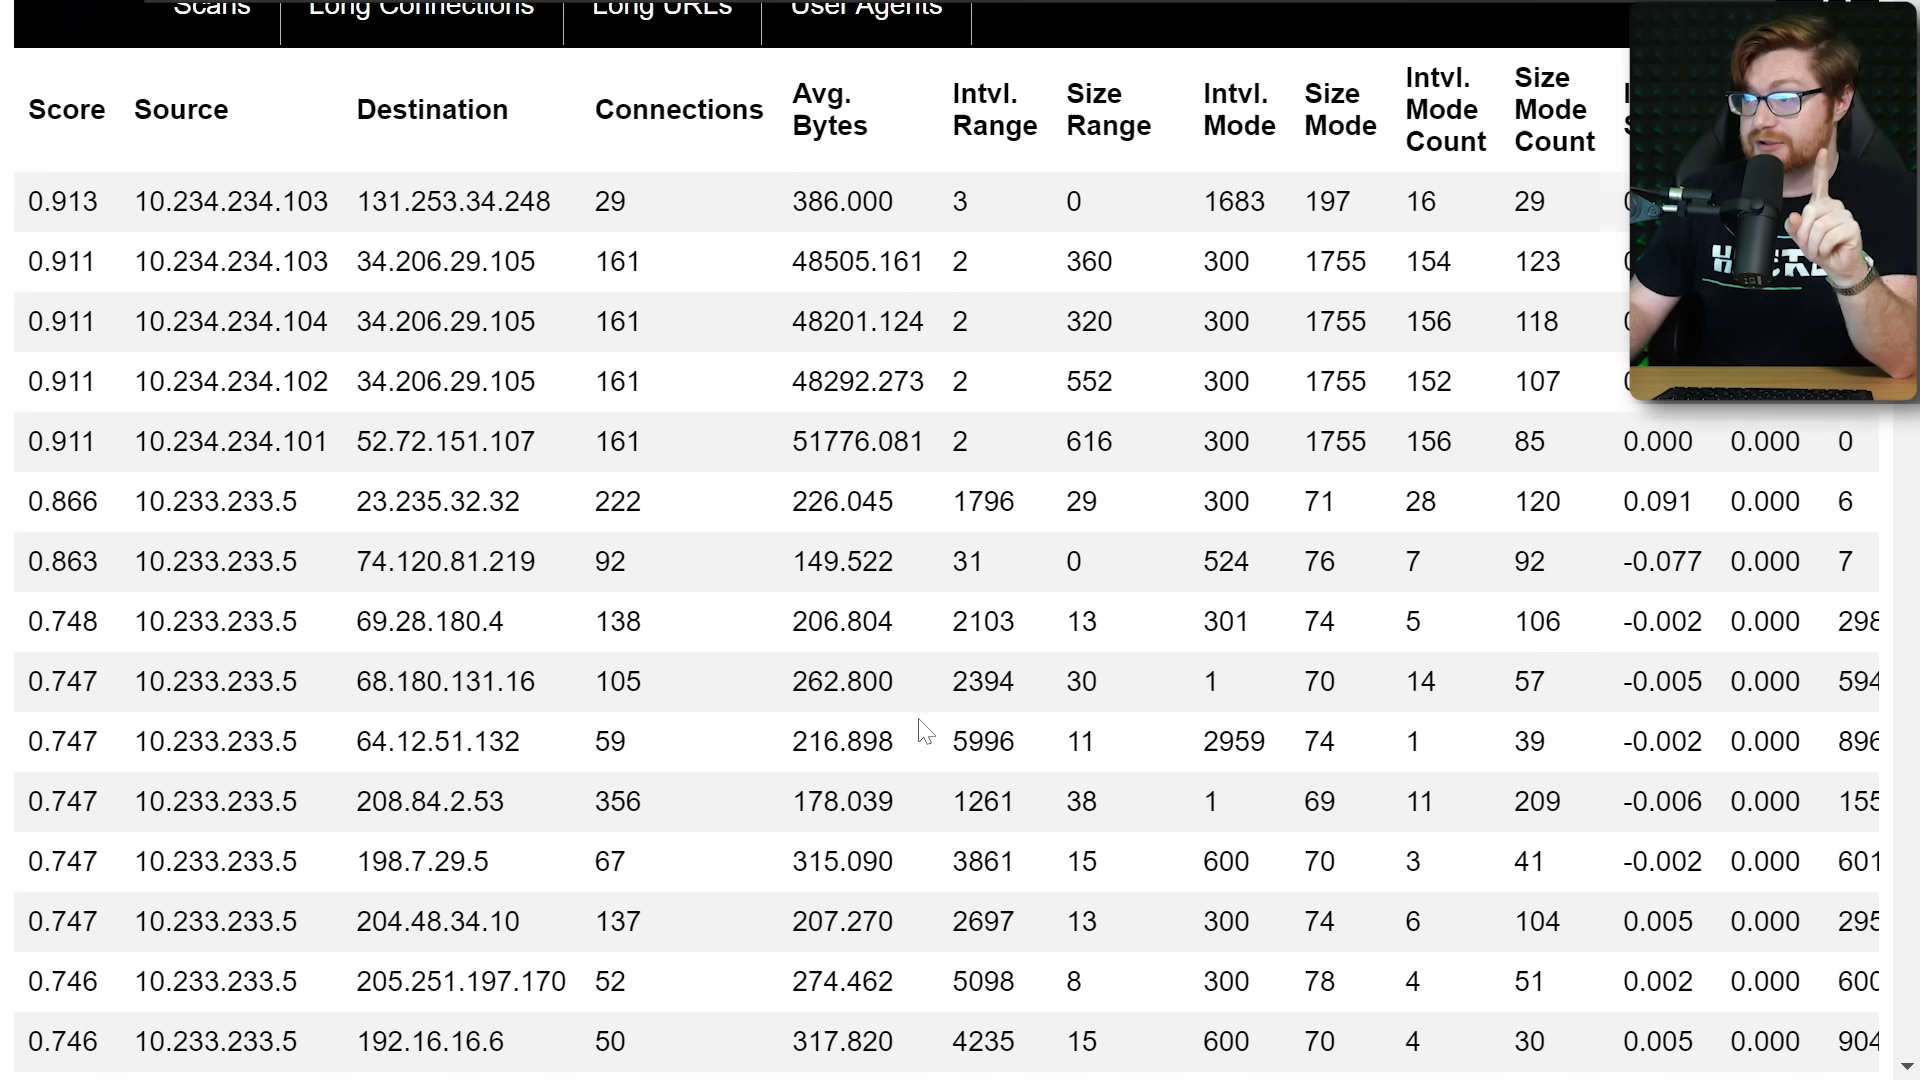 Scans Long Connections Long URLs User Agents
Score Source Destination Connections Avg. Bytes Intvl. Range Size Range Intvl. Mode Size Mode Intvl. Mode Count Size Mode Count
0.913 10.234.234.103 131.253.34.248 29 386.000 3 0 1683 197 16 29
0.911 10.234.234.103 34.206.29.105 161 48505.161 2 360 300 1755 154 123
0.911 10.234.234.104 34.206.29.105 161 48201.124 2 320 300 1755 156 118
0.911 10.234.234.102 34.206.29.105 161 48292.273 2 552 300 1755 152 107
0.911 10.234.234.101 52.72.151.107 161 51776.081 2 616 300 1755 156 85 0.000 0.000 0
0.866 10.233.233.5 23.235.32.32 222 226.045 1796 29 300 71 28 120 0.091 0.000 6
0.863 10.233.233.5 74.120.81.219 92 149.522 31 0 524 76 7 92 -0.077 0.000 7
0.748 10.233.233.5 69.28.180.4 138 206.804 2103 13 301 74 5 106 -0.002 0.000 298
0.747 10.233.233.5 68.180.131.16 105 262.800 2394 30 1 70 14 57 -0.005 0.000 594
0.747 10.233.233.5 64.12.51.132 59 216.898 5996 11 2959 74 1 39 -0.002 0.000 896
0.747 10.233.233.5 208.84.2.53 356 178.039 1261 38 1 69 11 209 -0.006 0.000 155
0.747 10.233.233.5 198.7.29.5 67 315.090 3861 15 600 70 3 41 -0.002 0.000 601
0.747 10.233.233.5 204.48.34.10 137 207.270 2697 13 300 74 6 104 0.005 0.000 295
0.746 10.233.233.5 205.251.197.170 52 274.462 5098 8 300 78 4 51 0.002 0.000 600
0.746 10.233.233.5 192.16.16.6 50 317.820 4235 15 600 70 4 30 0.005 0.000 904